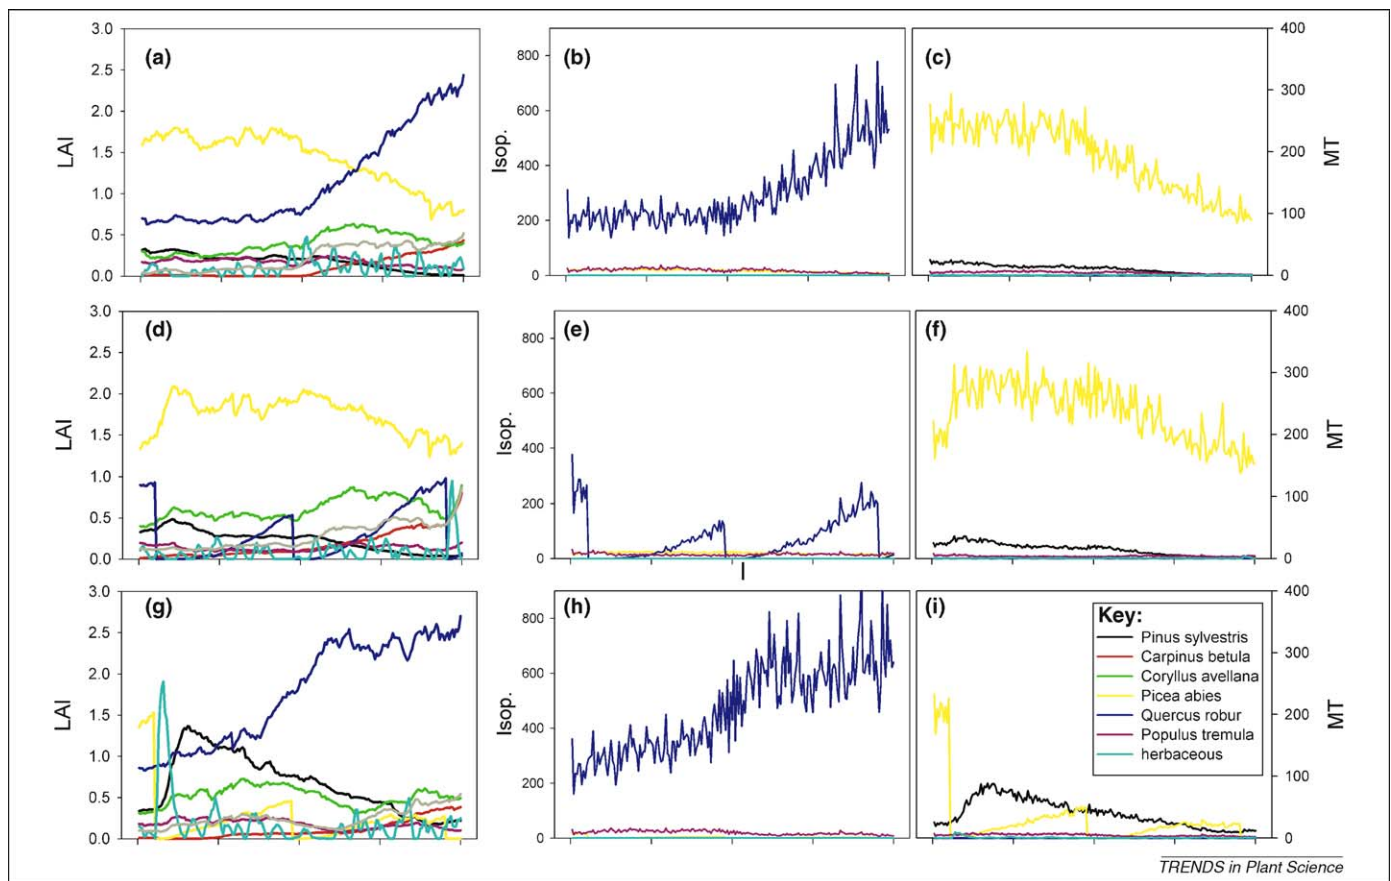 (a)
(b)
(c)
3.0
2.5
2.0
1.5
1.0
0.5
0.0
LAI
800
600
400
200
0
Isop.
400
300
200
100
0
MT
(d)
(e)
(f)
3.0
2.5
2.0
1.5
1.0
0.5
0.0
LAI
800
600
400
200
0
Isop.
400
300
200
100
0
MT
(g)
(h)
(i)
3.0
2.5
2.0
1.5
1.0
0.5
0.0
LAI
800
600
400
200
0
Isop.
400
300
200
100
0
MT
Key:
Pinus sylvestris
Carpinus betula
Coryllus avellana
Picea abies
Quercus robur
Populus tremula
herbaceous
TRENDS in Plant Science